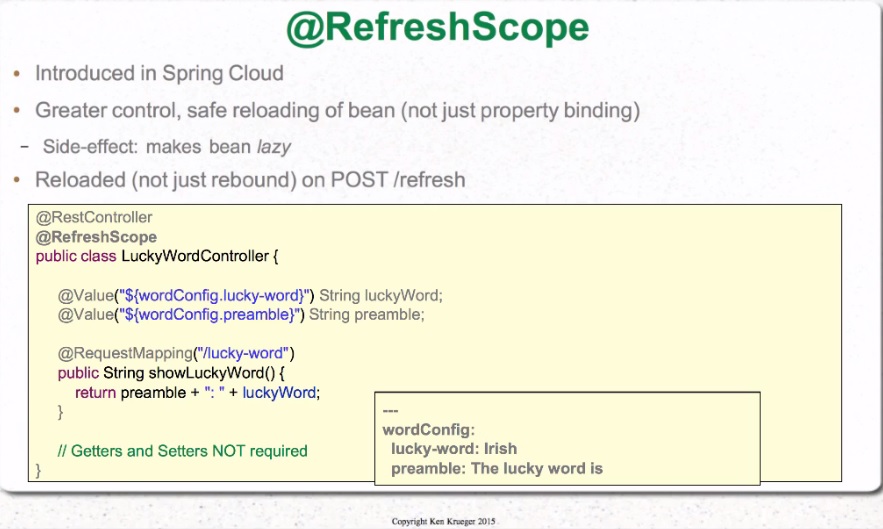 @RefreshScope
• Introduced in Spring Cloud
• Greater control, safe reloading of bean (not just property binding)
– Side-effect: makes bean lazy
• Reloaded (not just rebound) on POST /refresh
@RestController
@RefreshScope
public class LuckyWordController {
@Value("${wordConfig.lucky-word}") String luckyWord;
@Value("${wordConfig.preamble}") String preamble;
@RequestMapping("/lucky-word")
public String showLuckyWord() {
return preamble + ": " + luckyWord;
}
// Getters and Setters NOT required
}
---
wordConfig:
lucky-word: Irish
preamble: The lucky word is
Copyright Ken Krueger 2015